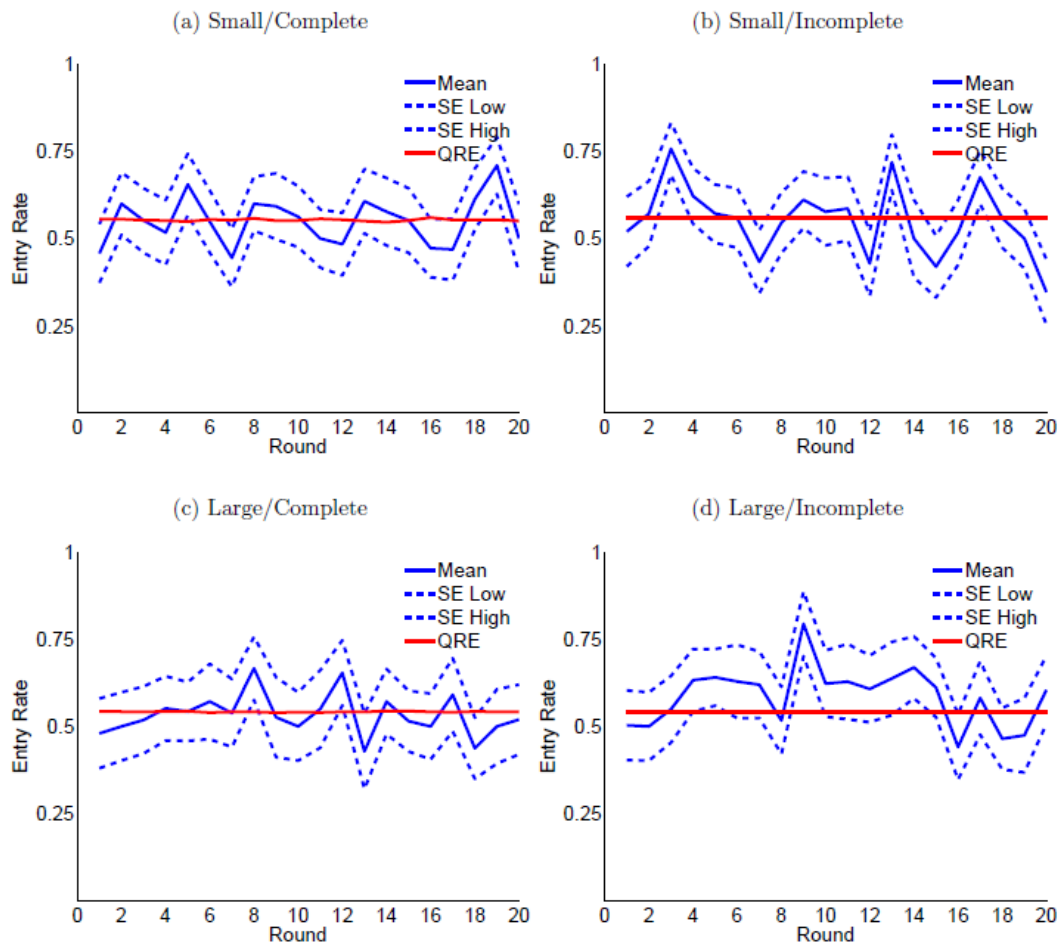 (a) Small/Complete
1
0.75
0.5
0.25
Entry Rate
Mean
SE Low
SE High
QRE
0 2 4 6 8 10 12 14 16 18 20
Round
(b) Small/Incomplete
1
0.75
0.5
0.25
Entry Rate
Mean
SE Low
SE High
QRE
0 2 4 6 8 10 12 14 16 18 20
Round
(c) Large/Complete
1
0.75
0.5
0.25
Entry Rate
Mean
SE Low
SE High
QRE
0 2 4 6 8 10 12 14 16 18 20
Round
(d) Large/Incomplete
1
0.75
0.5
0.25
Entry Rate
Mean
SE Low
SE High
QRE
0 2 4 6 8 10 12 14 16 18 20
Round